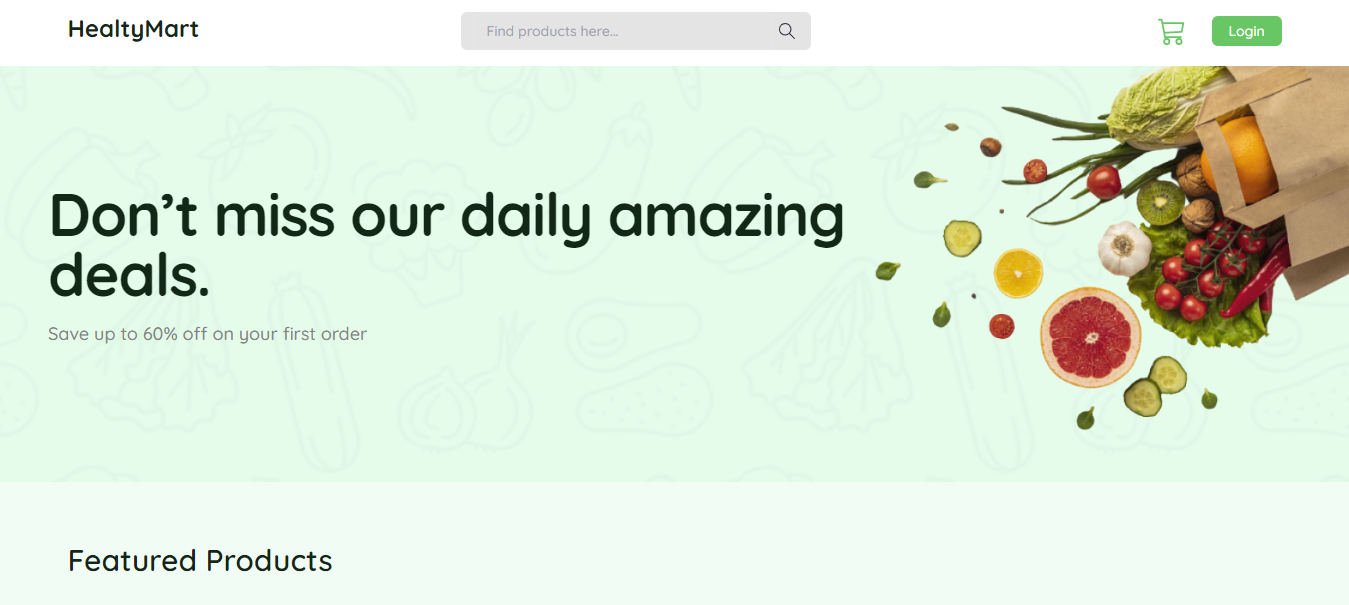 HealtyMart
Find products here...
Login
Don’t miss our daily amazing
deals.
Save up to 60% off on your first order
Featured Products